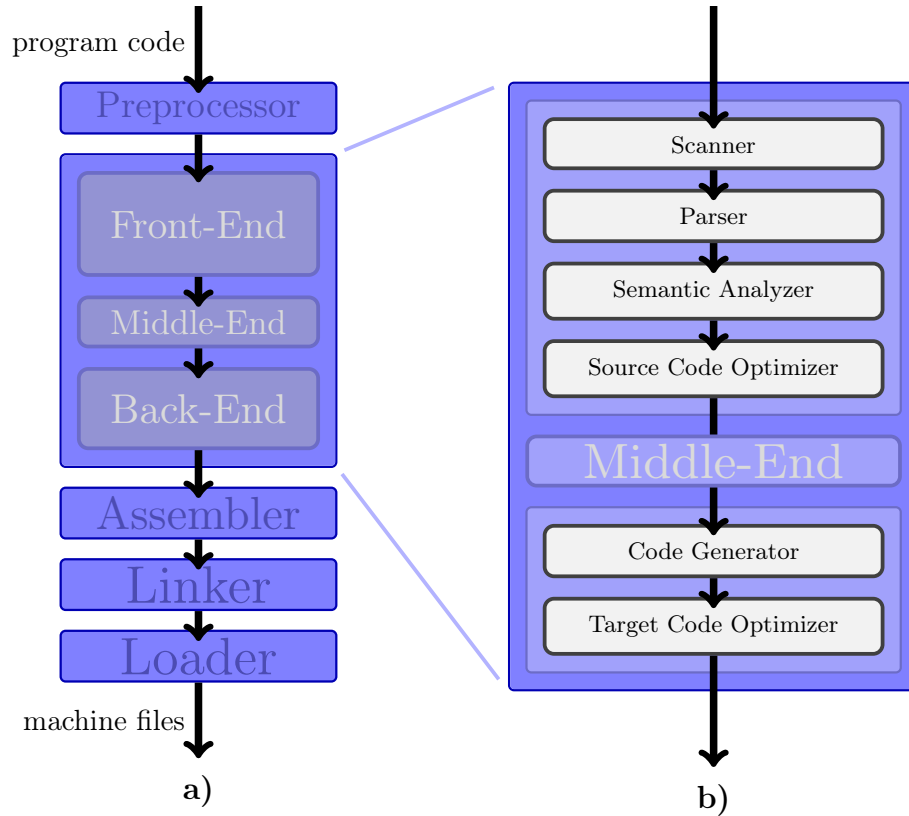 program code
Preprocessor
Front-End
Middle-End
Back-End
Assembler
Linker
Loader
machine files
a)
Scanner
Parser
Semantic Analyzer
Source Code Optimizer
Middle-End
Code Generator
Target Code Optimizer
b)